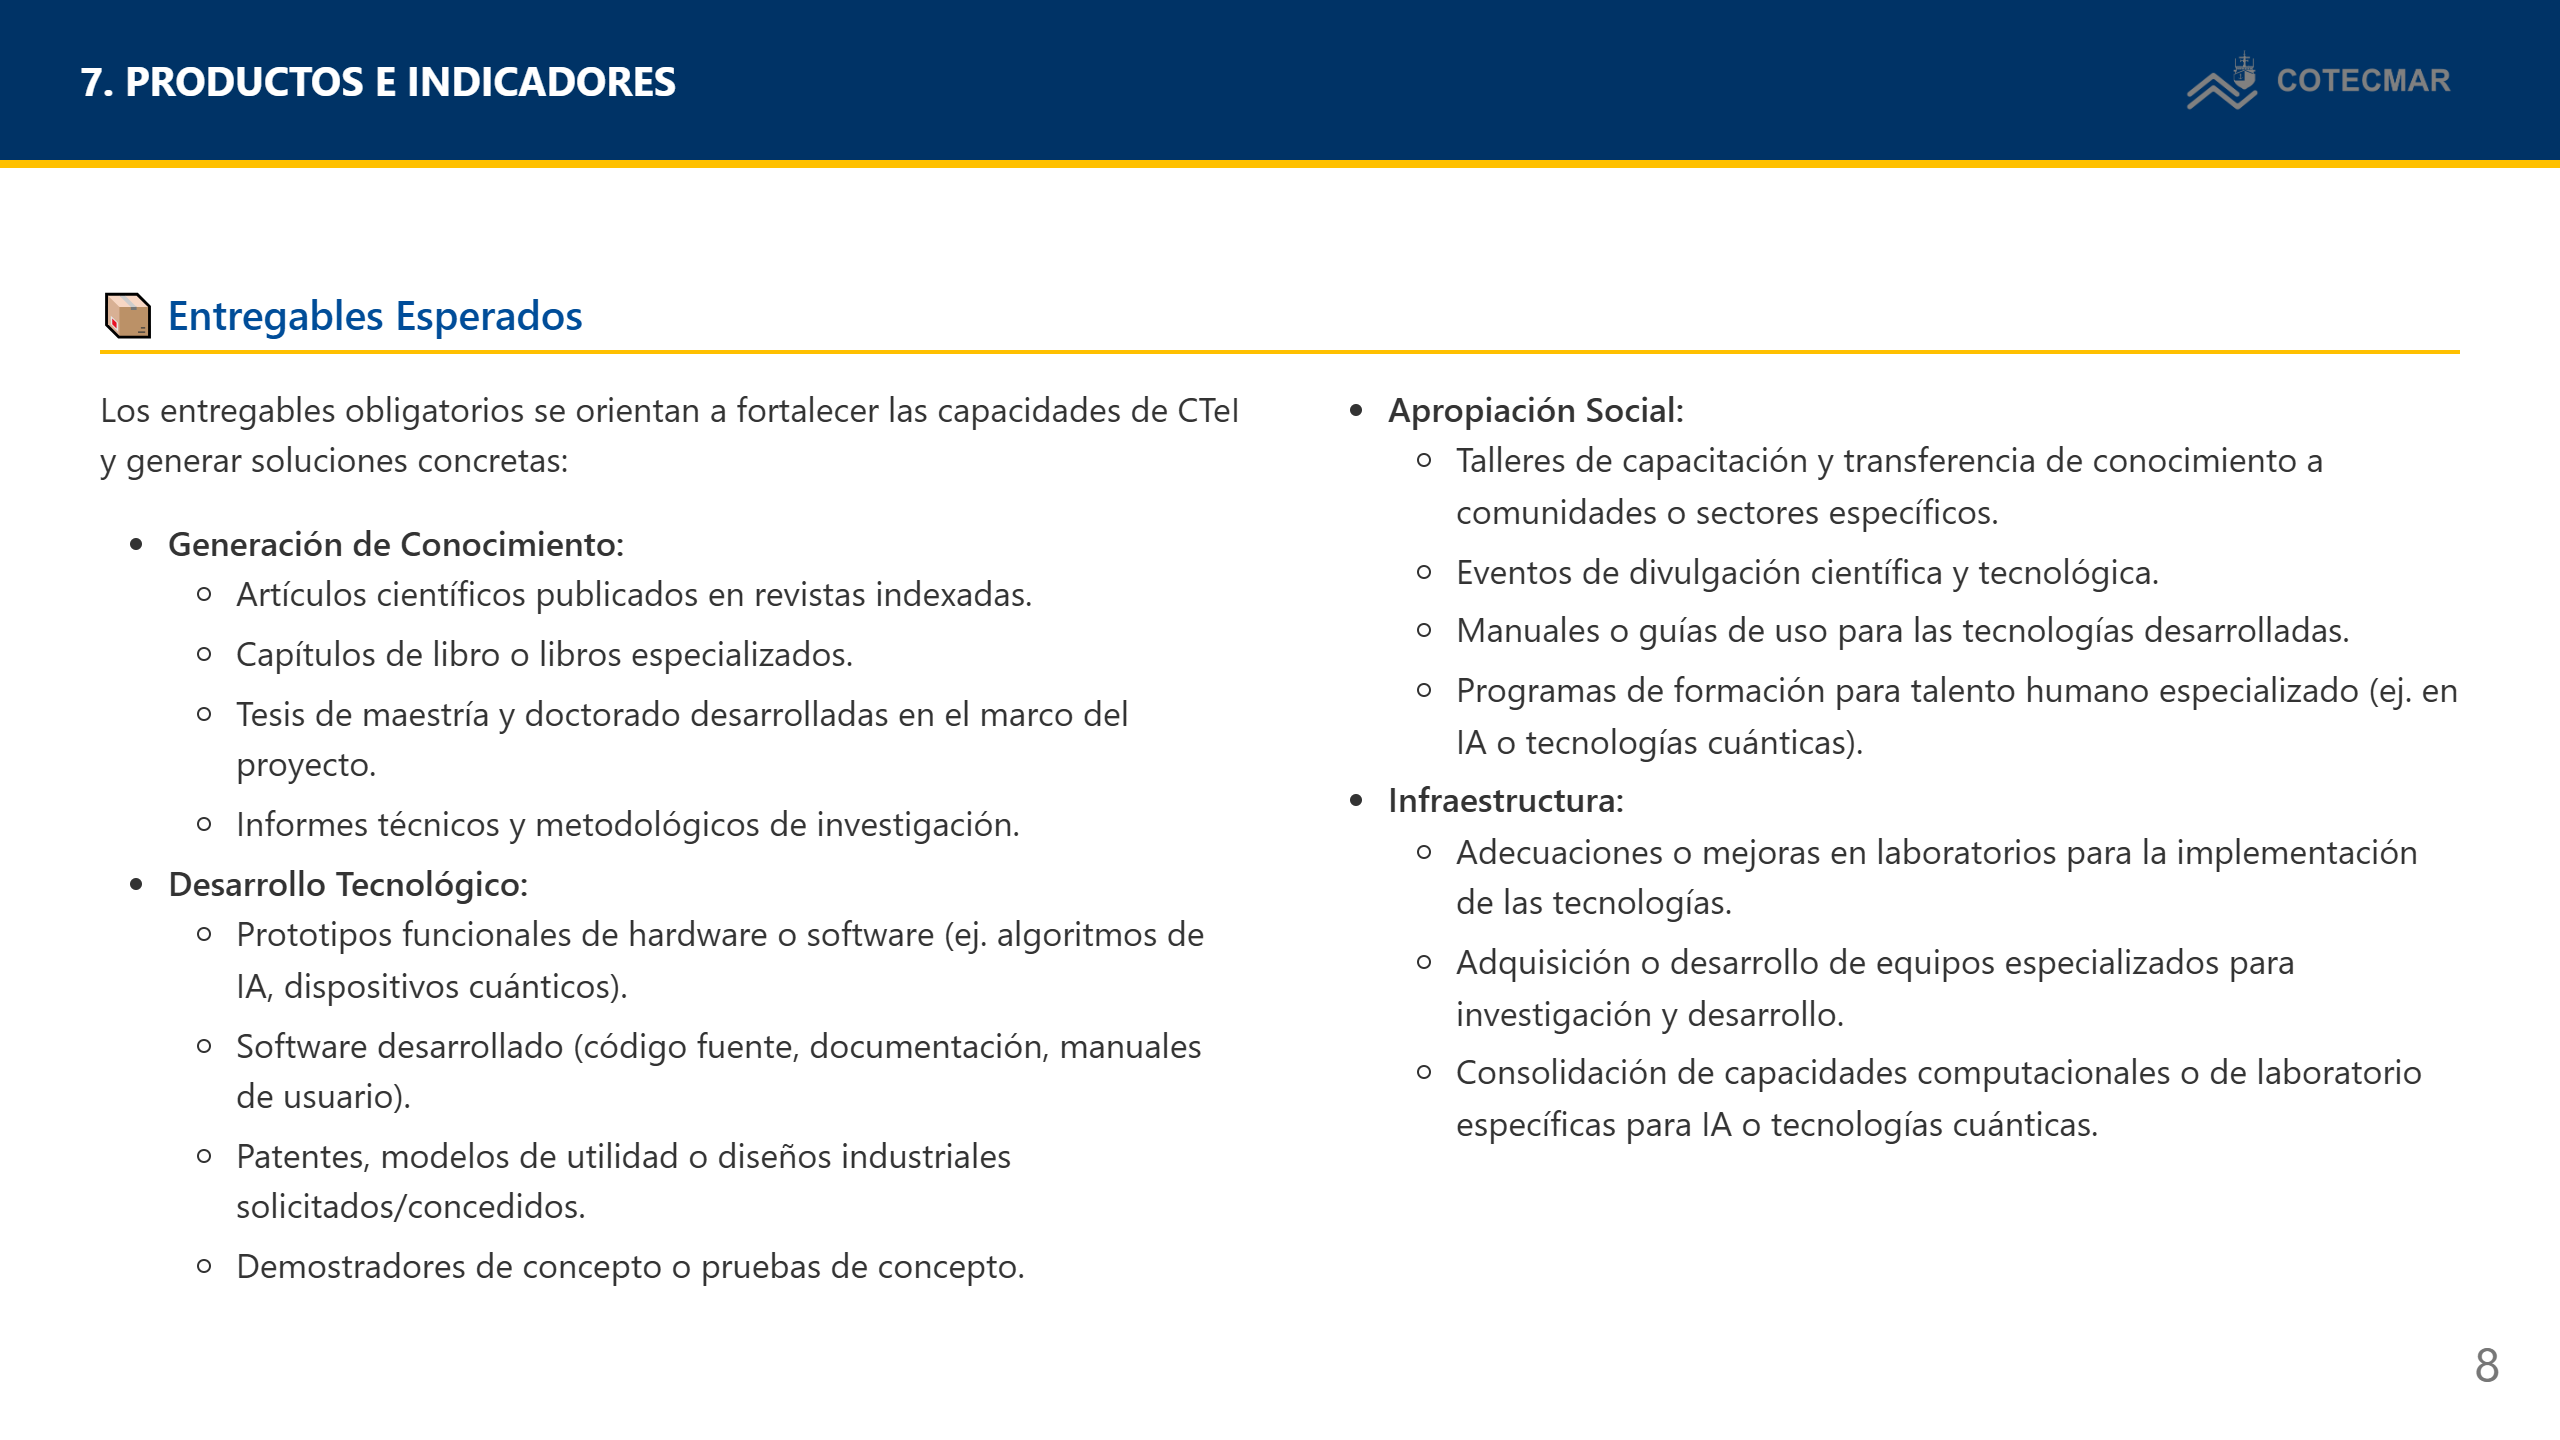 7. PRODUCTOS E INDICADORES
COTECMAR
Entregables Esperados
Los entregables obligatorios se orientan a fortalecer las capacidades de CTeI
y generar soluciones concretas:
• Generación de Conocimiento:
○ Artículos científicos publicados en revistas indexadas.
○ Capítulos de libro o libros especializados.
○ Tesis de maestría y doctorado desarrolladas en el marco del
proyecto.
○ Informes técnicos y metodológicos de investigación.
• Desarrollo Tecnológico:
○ Prototipos funcionales de hardware o software (ej. algoritmos de
IA, dispositivos cuánticos).
○ Software desarrollado (código fuente, documentación, manuales
de usuario).
○ Patentes, modelos de utilidad o diseños industriales
solicitados/concedidos.
○ Demostradores de concepto o pruebas de concepto.
• Apropiación Social:
○ Talleres de capacitación y transferencia de conocimiento a
comunidades o sectores específicos.
○ Eventos de divulgación científica y tecnológica.
○ Manuales o guías de uso para las tecnologías desarrolladas.
○ Programas de formación para talento humano especializado (ej. en
IA o tecnologías cuánticas).
• Infraestructura:
○ Adecuaciones o mejoras en laboratorios para la implementación
de las tecnologías.
○ Adquisición o desarrollo de equipos especializados para
investigación y desarrollo.
○ Consolidación de capacidades computacionales o de laboratorio
específicas para IA o tecnologías cuánticas.
8